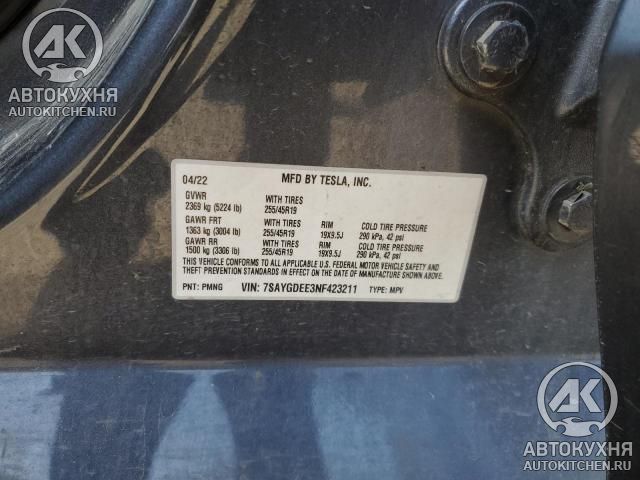 AK
АВТОКУХНЯ
AUTOKITCHEN.RU
04/22 MFD BY TESLA, INC.
GVWR WITH TIRES
2369 kg (5224 lb) 255/45R19
GAWR FRT WITH TIRES RIM COLD TIRE PRESSURE
1363 kg (3004 lb) 255/45R19 19X9.5J 290 kPa, 42 psi
GAWR RR WITH TIRES RIM COLD TIRE PRESSURE
1500 kg (3306 lb) 255/45R19 19X9.5J 290 kPa, 42 psi
THIS VEHICLE CONFORMS TO ALL APPLICABLE U.S. FEDERAL MOTOR VEHICLE SAFETY AND
THEFT PREVENTION STANDARDS IN EFFECT ON THE DATE OF MANUFACTURE SHOWN ABOVE.
PNT: PMNG VIN: 7SAYGDEE3NF423211 TYPE: MPV
AK
АВТОКУХНЯ
AUTOKITCHEN.RU